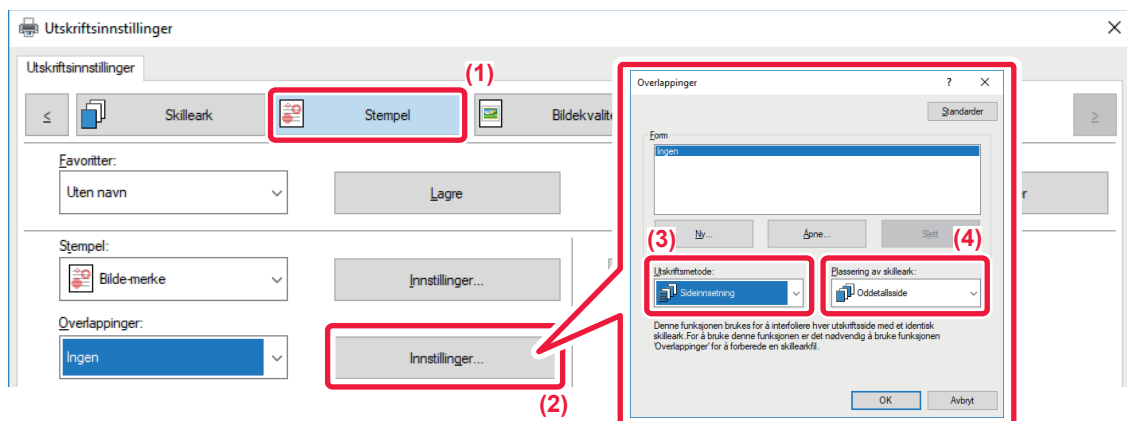 Utskriftsinnstillinger
Utskriftsinnstillinger
(1)
Skilleark
Stempel
Favoritter:
Uten navn
Lagre
Stempel:
Bilde-merke
Innstillinger...
Overlappinger:
Ingen
Innstillinger...
(2)
Overlappinger
?
Standarder
Form
Ingen
Ny...
Åpne...
Slett
(3)
(4)
Utskriftsmetode:
Plassering av skilleark:
Sideinnsetning
Oddetallsside
Denne funksjonen brukes for å interfoliere hver utskriftsside med et identisk
skilleark.For å bruke denne funksjonen er det nødvendig å bruke funksjonen
'Overlappinger' for å forberede en skillearkfil.
OK
Avbryt